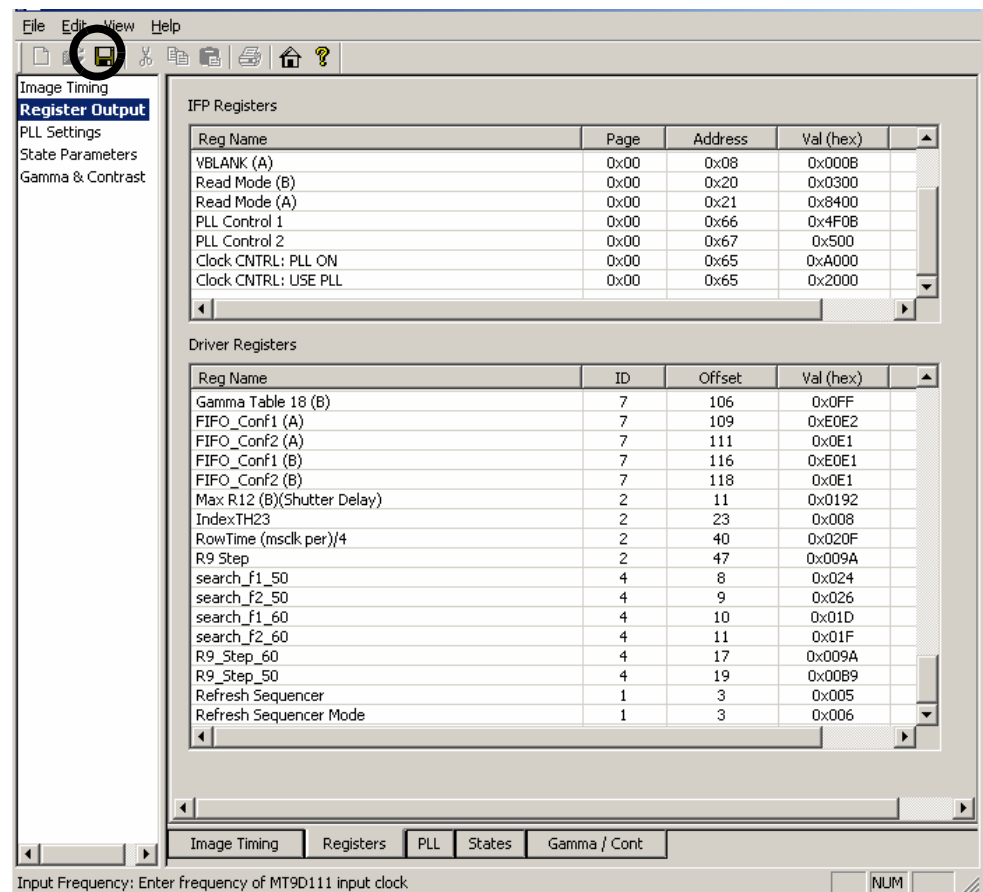 File Edit View Help
Image Timing
Register Output
PLL Settings
State Parameters
Gamma & Contrast
IFP Registers
Reg Name Page Address Val (hex)
VBLANK (A) 0x00 0x08 0x000B
Read Mode (B) 0x00 0x20 0x0300
Read Mode (A) 0x00 0x21 0x8400
PLL Control 1 0x00 0x66 0x4F0B
PLL Control 2 0x00 0x67 0x500
Clock CNTRL: PLL ON 0x00 0x65 0xA000
Clock CNTRL: USE PLL 0x00 0x65 0x2000
Driver Registers
Reg Name ID Offset Val (hex)
Gamma Table 18 (B) 7 106 0x0FF
FIFO_Conf1 (A) 7 109 0xE0E2
FIFO_Conf2 (A) 7 111 0x0E1
FIFO_Conf1 (B) 7 116 0xE0E1
FIFO_Conf2 (B) 7 118 0x0E1
Max R12 (B)(Shutter Delay) 2 11 0x0192
IndexTH23 2 23 0x008
RowTime (msclk per)/4 2 40 0x020F
R9 Step 2 47 0x009A
search_f1_50 4 8 0x024
search_f2_50 4 9 0x026
search_f1_60 4 10 0x01D
search_f2_60 4 11 0x01F
R9_Step_60 4 17 0x009A
R9_Step_50 4 19 0x00B9
Refresh Sequencer 1 3 0x005
Refresh Sequencer Mode 1 3 0x006
Image Timing Registers PLL States Gamma / Cont
Input Frequency: Enter frequency of MT9D111 input clock NUM